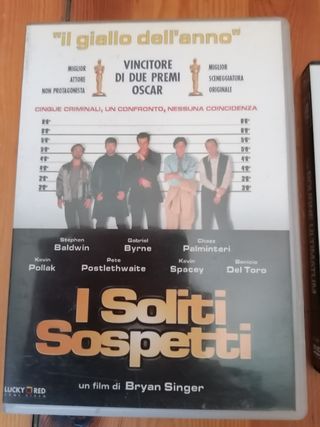 "il giallo dell'anno"
MIGLIOR
ATTORE
NON PROTAGONISTA
VINCITORE
DI DUE PREMI
OSCAR
MIGLIOR
SCENEGGIATURA
ORIGINALE
CINQUE CRIMINALI, UN CONFRONTO, NESSUNA COINCIDENZA
Stephen
Baldwin
Gabriel
Byrne
Chazz
Palminteri
Kevin
Pollak
Pete
Postlethwaite
Kevin
Spacey
Benicio
Del Toro
I Soliti
Sospetti
LUCKY RED
HOME VIDEO
un film di Bryan Singer